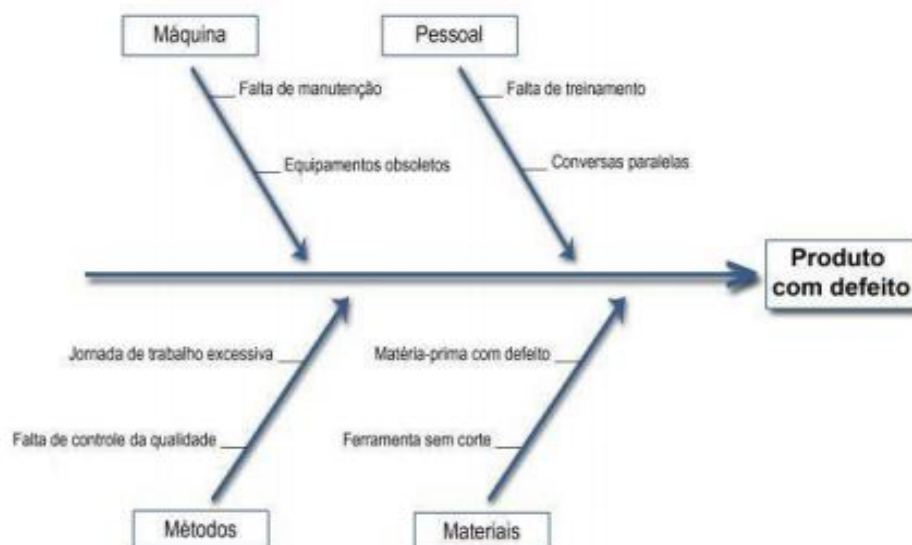 Máquina
Pessoal
Falta de manutenção
Falta de treinamento
Equipamentos obsoletos
Conversas paralelas
Produto
com defeito
Jornada de trabalho excessiva
Matéria-prima com defeito
Falta de controle da qualidade
Ferramenta sem corte
Métodos
Materiais